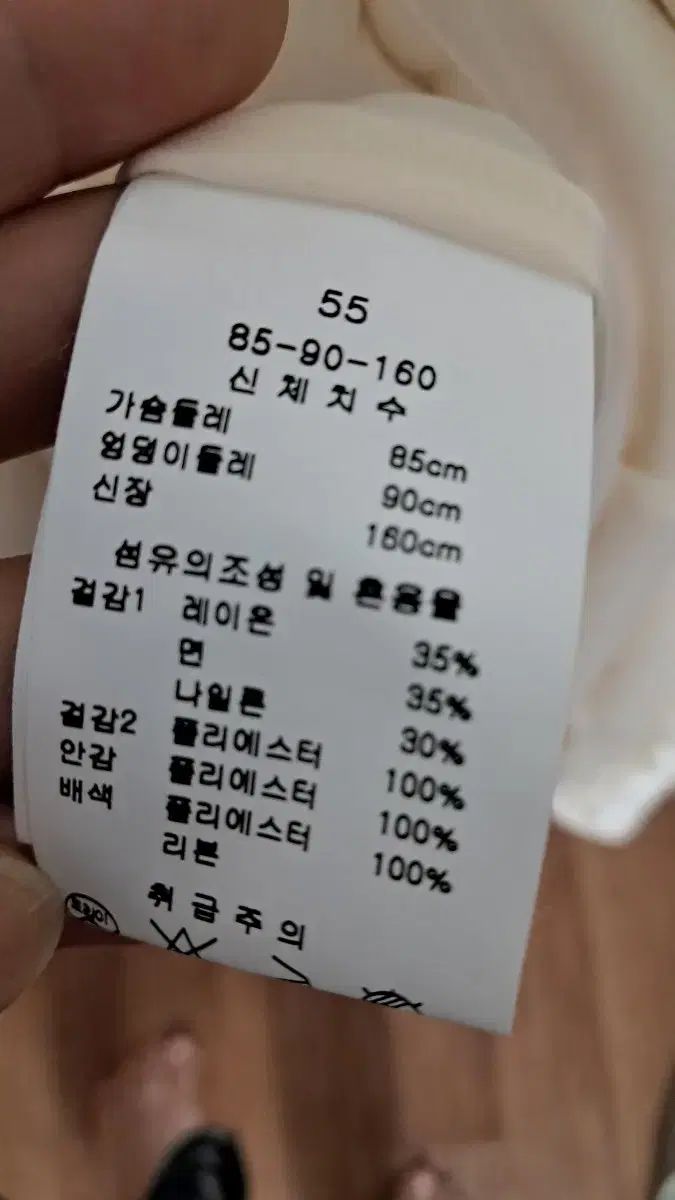 55
85-90-160
신체치수
가슴둘레 85cm
엉덩이둘레 90cm
신장 160cm
섬유의조성 및 혼용율
겉감1 레이온 35%
면 35%
나일론 30%
겉감2 폴리에스터 100%
안감 폴리에스터 100%
배색 폴리에스터 100%
리본
취급주의
드라이